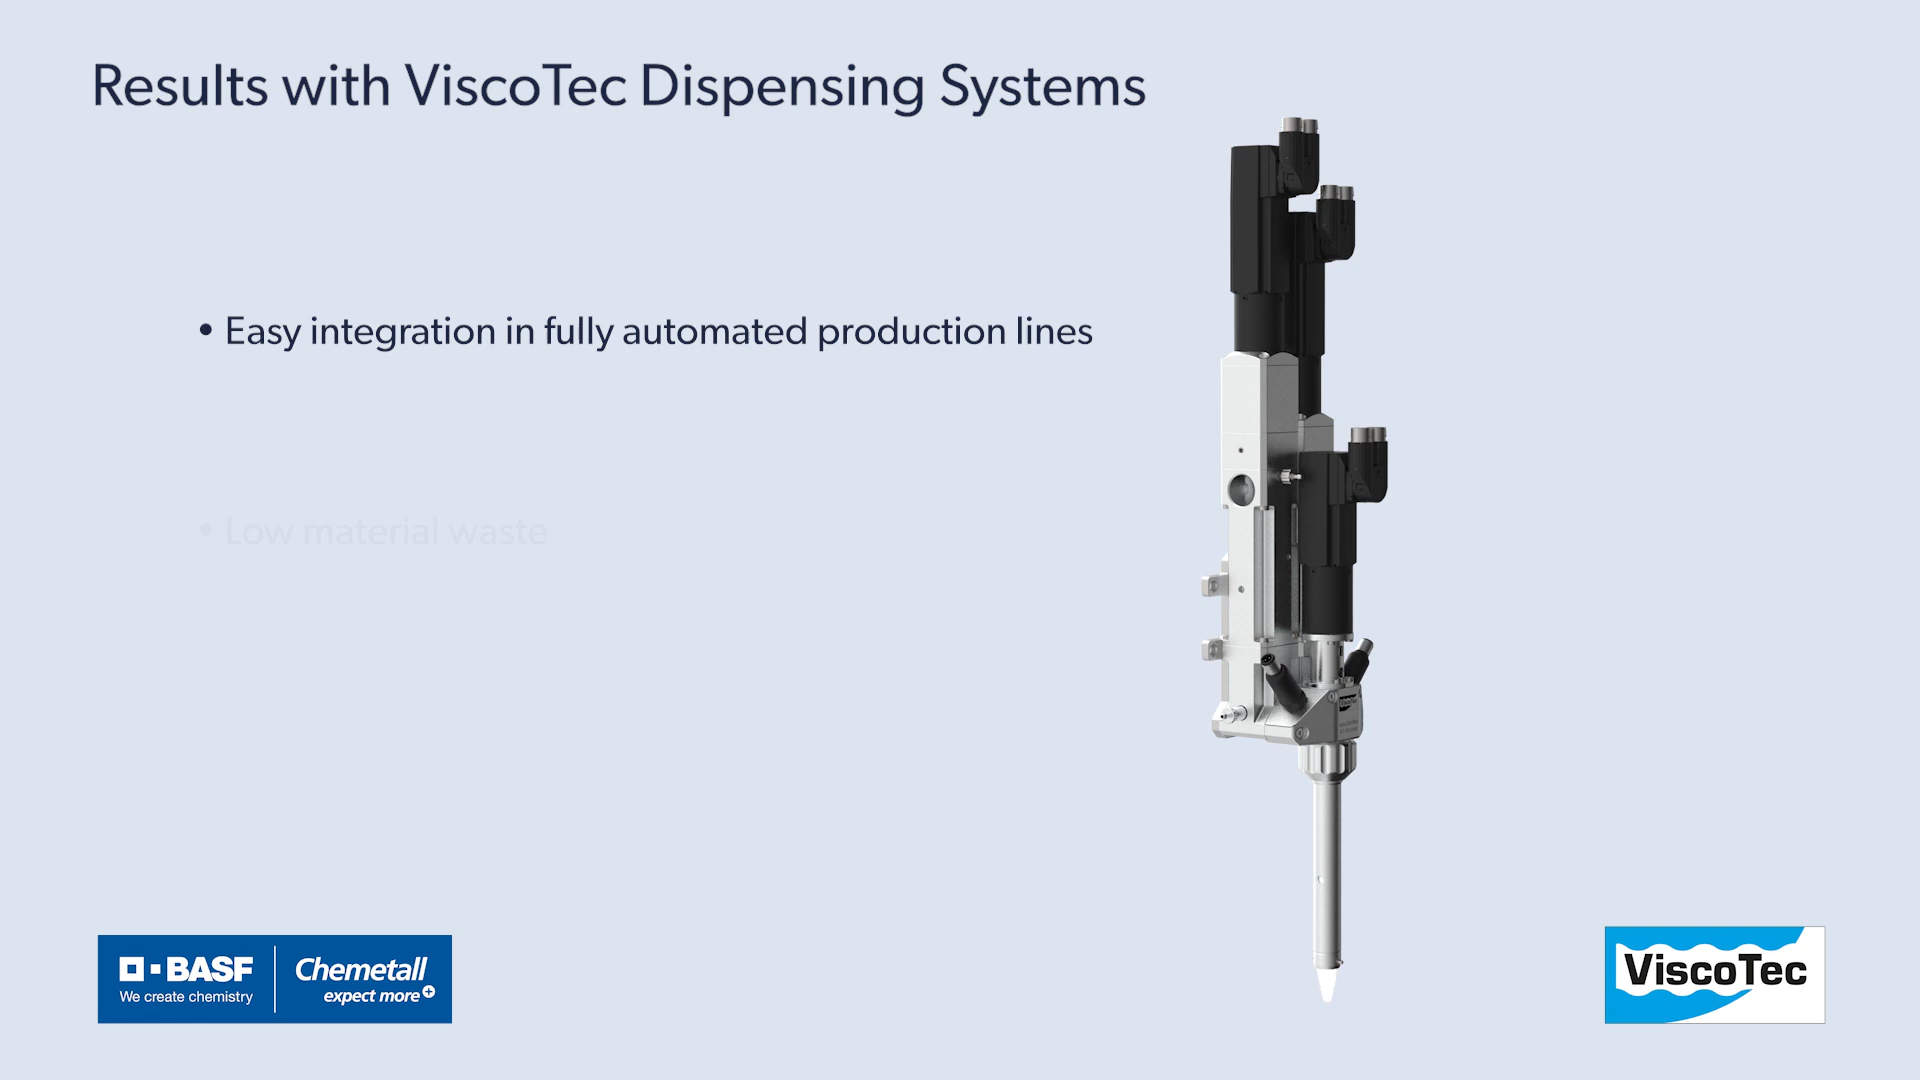 Results with ViscoTec Dispensing Systems
• Easy integration in fully automated production lines
• Low material waste
ViscoTec
BASF
We create chemistry
Chemetall
expect more
ViscoTec